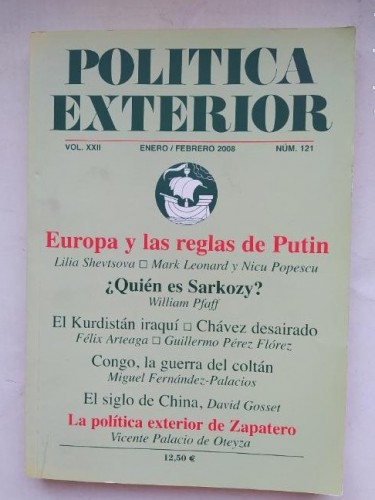 POLITICA
EXTERIOR
VOL. XXII ENERO / FEBRERO 2008 NÚM. 121
Europa y las reglas de Putin
Lilia Shevtsova □ Mark Leonard y Nicu Popescu
¿Quién es Sarkozy?
William Pfaff
El Kurdistán iraquí □ Chávez desairado
Félix Arteaga □ Guillermo Pérez Flórez
Congo, la guerra del coltán
Miguel Fernández-Palacios
El siglo de China, David Gosset
La política exterior de Zapatero
Vicente Palacio de Oteyza
12,50 €